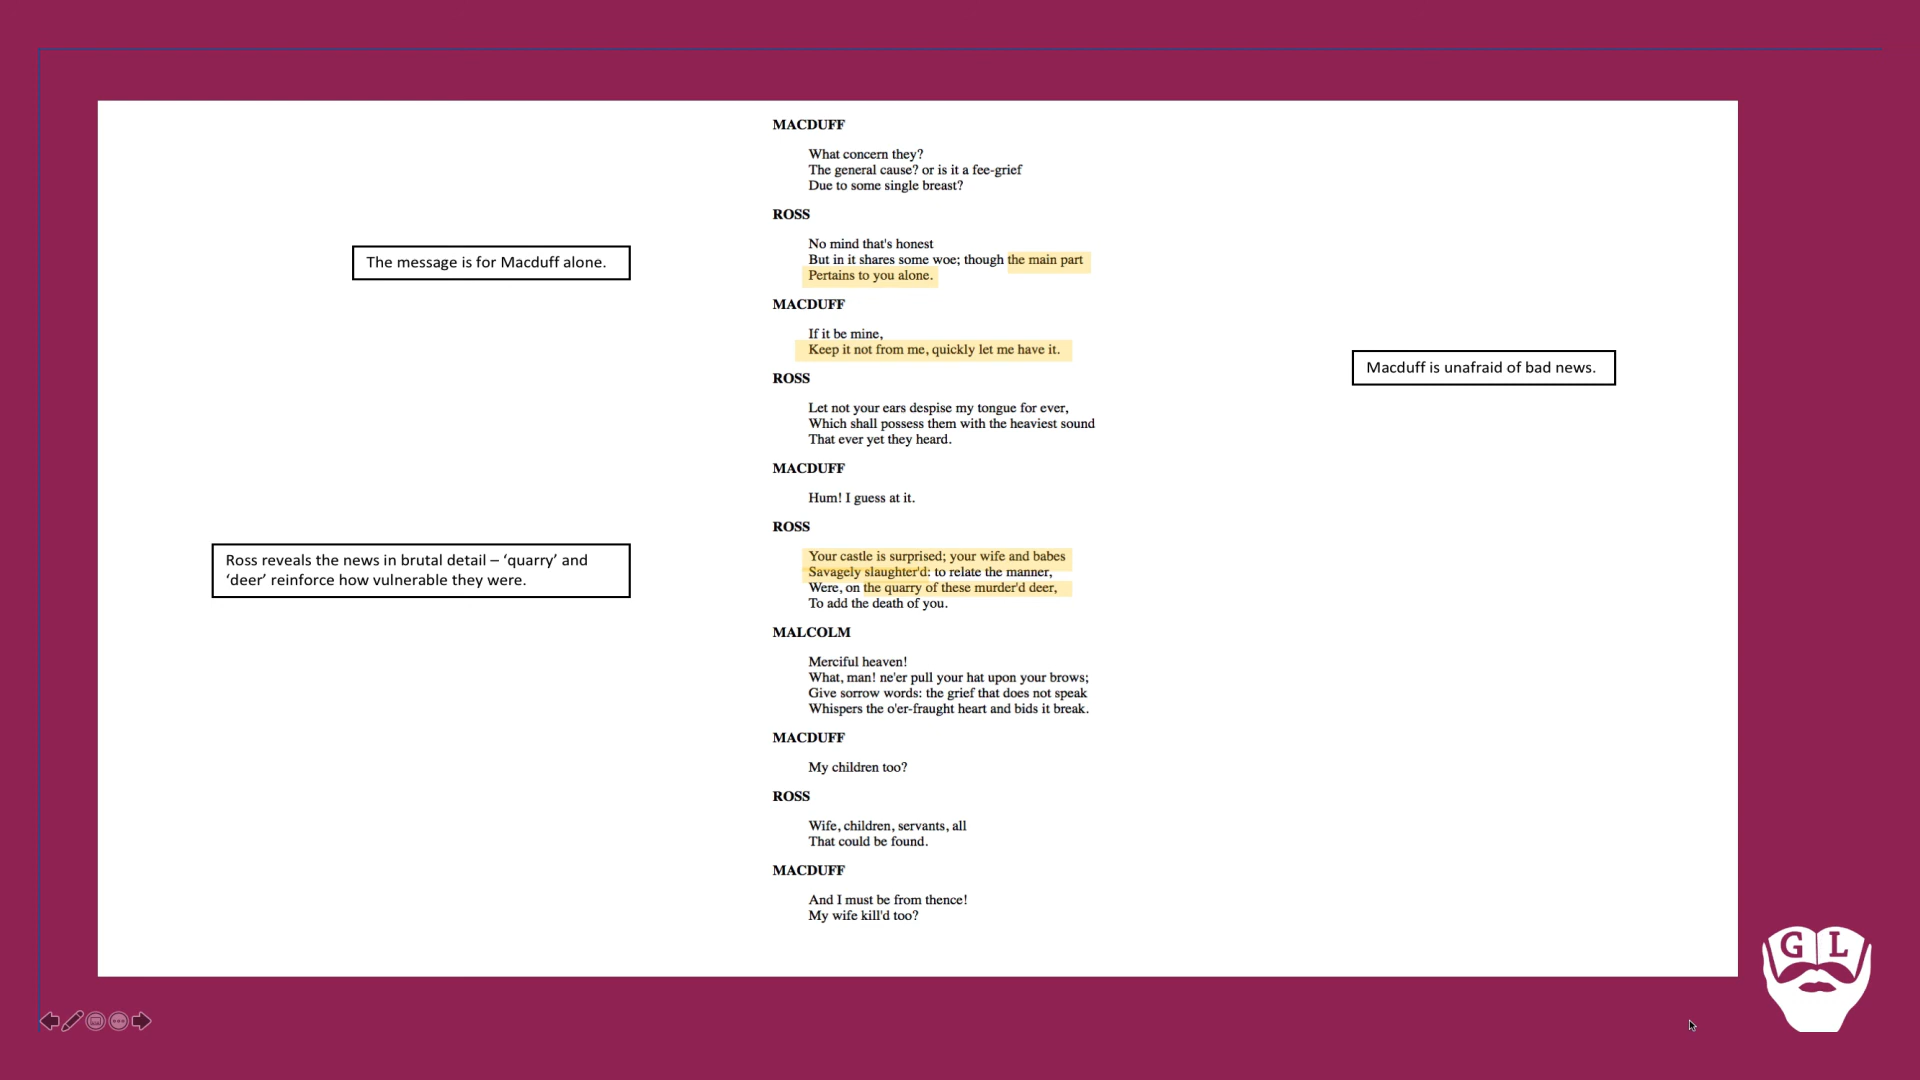 MACDUFF
What concern they?
The general cause? or is it a fee-grief
Due to some single breast?
ROSS
No mind that's honest
But in it shares some woe; though the main part
Pertains to you alone.
The message is for Macduff alone.
MACDUFF
If it be mine,
Keep it not from me, quickly let me have it.
Macduff is unafraid of bad news.
ROSS
Let not your ears despise my tongue for ever,
Which shall possess them with the heaviest sound
That ever yet they heard.
MACDUFF
Hum! I guess at it.
ROSS
Your castle is surprised; your wife and babes
Savagely slaughter'd: to relate the manner,
Were, on the quarry of these murder'd deer,
To add the death of you.
Ross reveals the news in brutal detail – ‘quarry’ and
‘deer’ reinforce how vulnerable they were.
MALCOLM
Merciful heaven!
What, man! ne'er pull your hat upon your brows;
Give sorrow words: the grief that does not speak
Whispers the o'er-fraught heart and bids it break.
MACDUFF
My children too?
ROSS
Wife, children, servants, all
That could be found.
MACDUFF
And I must be from thence!
My wife kill'd too?
G L